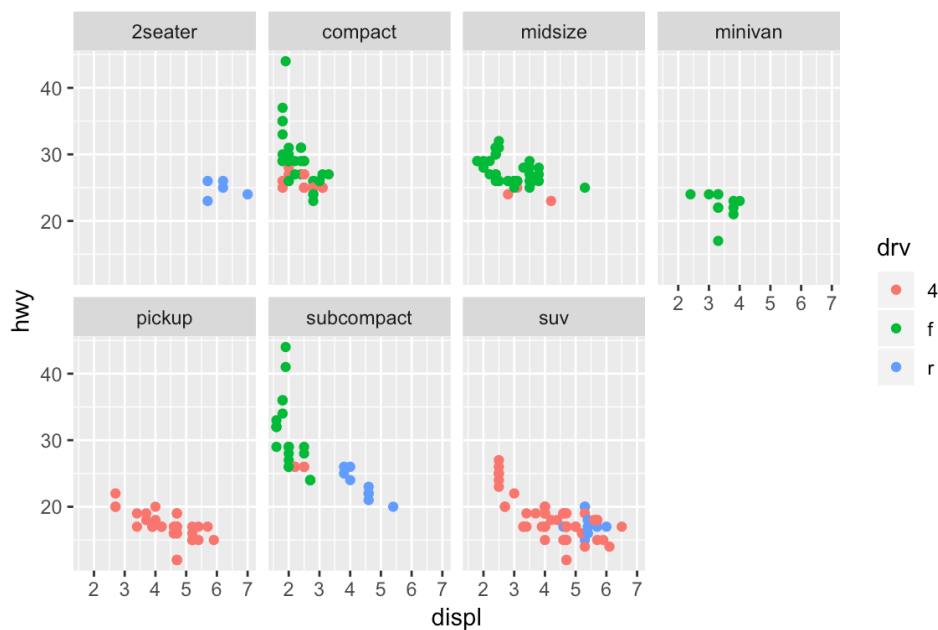 2seater compact midsize minivan
40
30
20
2 3 4 5 6 7
pickup subcompact suv
40
30
20
2 3 4 5 6 7 2 3 4 5 6 7 2 3 4 5 6 7
displ
hwy
drv
4
f
r